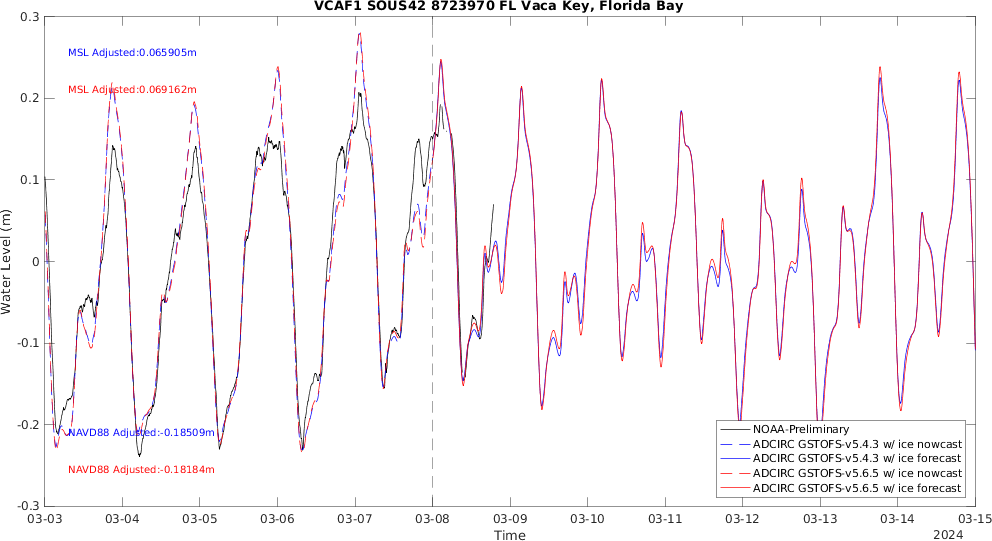 VCAF1 SOUS42 8723970 FL Vaca Key, Florida Bay
0.3
MSL Adjusted:0.065905m
MSL Adjusted:0.069162m
0.2
0.1
0
-0.1
-0.2
-0.3
Water Level (m)
NAVD88 Adjusted:-0.18509m
NAVD88 Adjusted:-0.18184m
NOAA-Preliminary
ADCIRC GSTOFS-v5.4.3 w/ ice nowcast
ADCIRC GSTOFS-v5.4.3 w/ ice forecast
ADCIRC GSTOFS-v5.6.5 w/ ice nowcast
ADCIRC GSTOFS-v5.6.5 w/ ice forecast
03-03 03-04 03-05 03-06 03-07 03-08 03-09 03-10 03-11 03-12 03-13 03-14 03-15
Time
2024